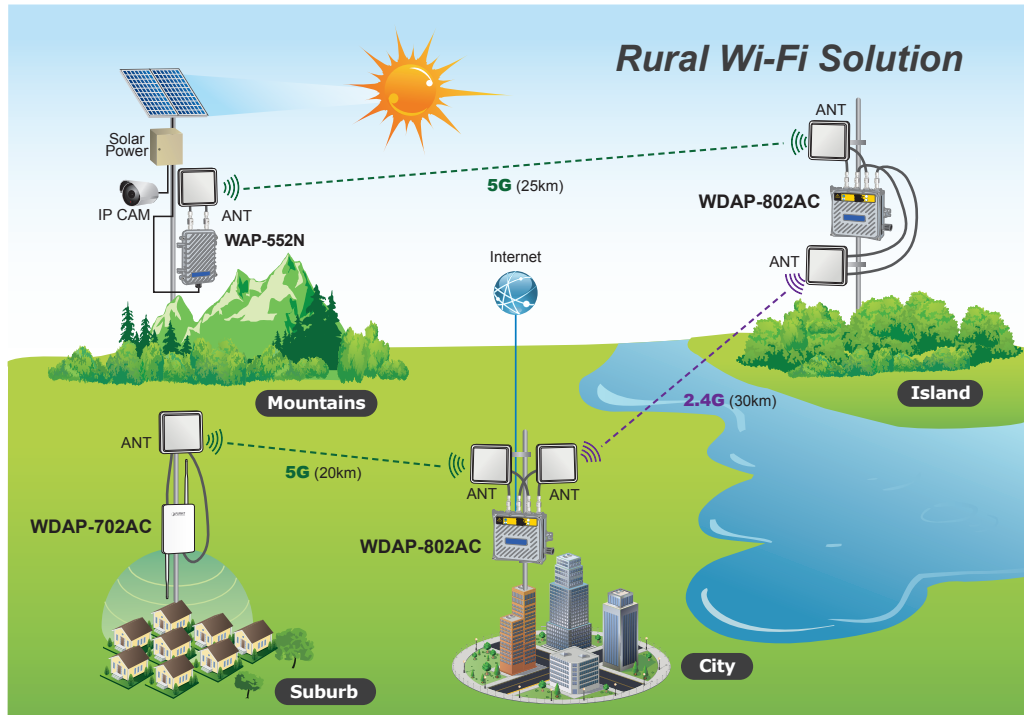 Rural Wi-Fi Solution
Solar
Power
IP CAM
ANT
WAP-552N
5G (25km)
ANT
WDAP-802AC
ANT
Internet
Mountains
Island
2.4G (30km)
ANT
5G (20km)
ANT
ANT
WDAP-702AC
WDAP-802AC
City
Suburb